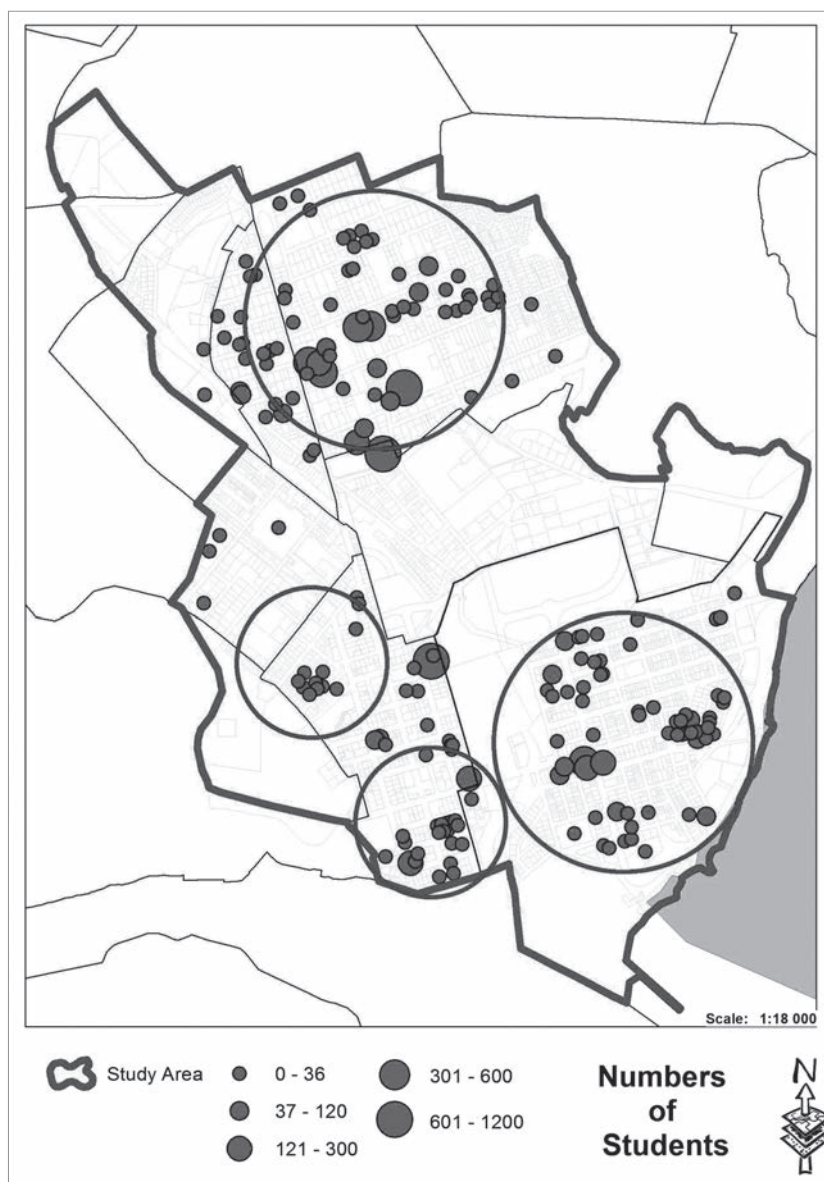 Scale: 1:18 000
Study Area
0 - 36
37 - 120
121 - 300
301 - 600
601 - 1200
Numbers
of
Students
N